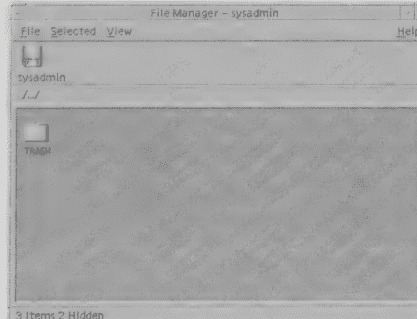 File Manager - sysadmin
File Selected View Help
sysadmin
/../
TRASH
3 Items 2 Hidden